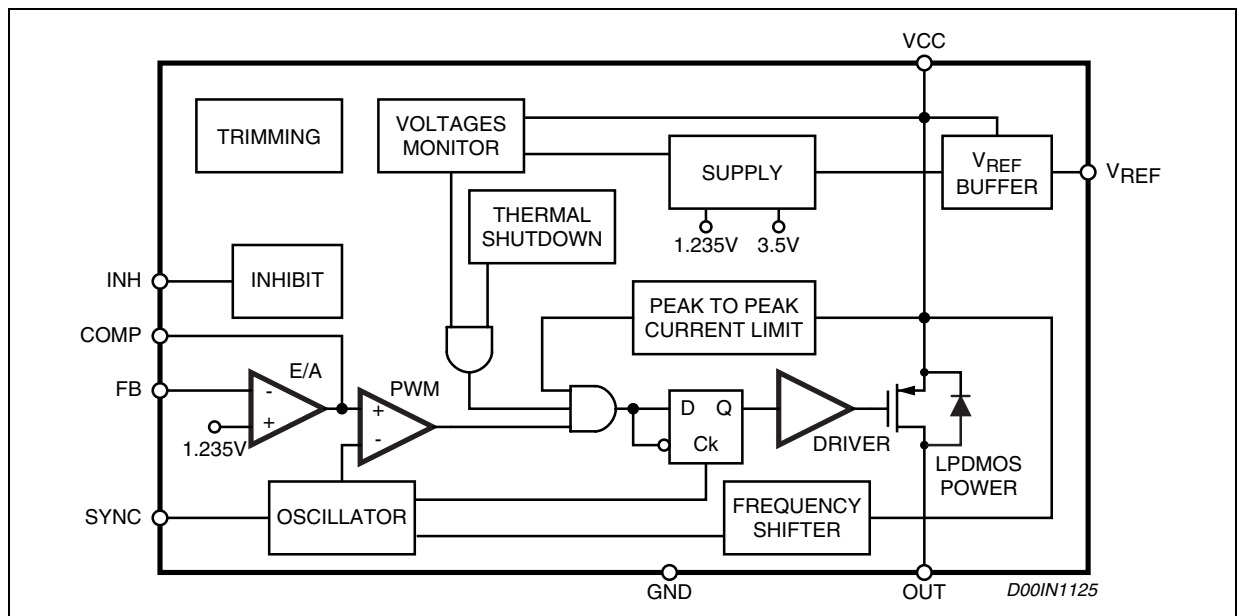 VCC
TRIMMING
VOLTAGES
MONITOR
SUPPLY
VREF
BUFFER
VREF
THERMAL
SHUTDOWN
1.235V
3.5V
INH
INHIBIT
PEAK TO PEAK
CURRENT LIMIT
COMP
E/A
FB
PWM
-
+
+
-
1.235V
D
Q
Ck
DRIVER
LPDMOS
POWER
SYNC
OSCILLATOR
FREQUENCY
SHIFTER
GND
OUT
D00IN1125